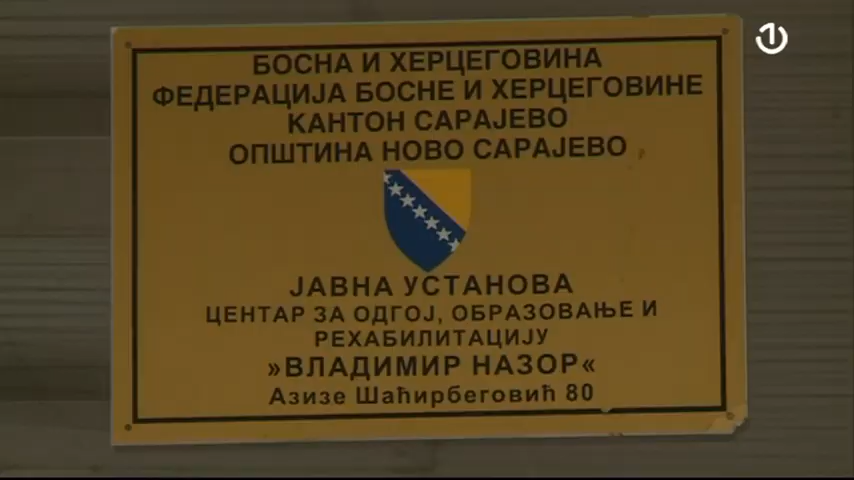 БОСНА И ХЕРЦЕГОВИНА
ФЕДЕРАЦИЈА БОСНЕ И ХЕРЦЕГОВИНЕ
КАНТОН САРАЈЕВО
ОПШТИНА НОВО САРАЈЕВО
ЈАВНА УСТАНОВА
ЦЕНТАР ЗА ОДГОЈ, ОБРАЗОВАЊЕ И
РЕХАБИЛИТАЦИЈУ
»ВЛАДИМИР НАЗОР«
Азизе Шаћирбеговић 80
1